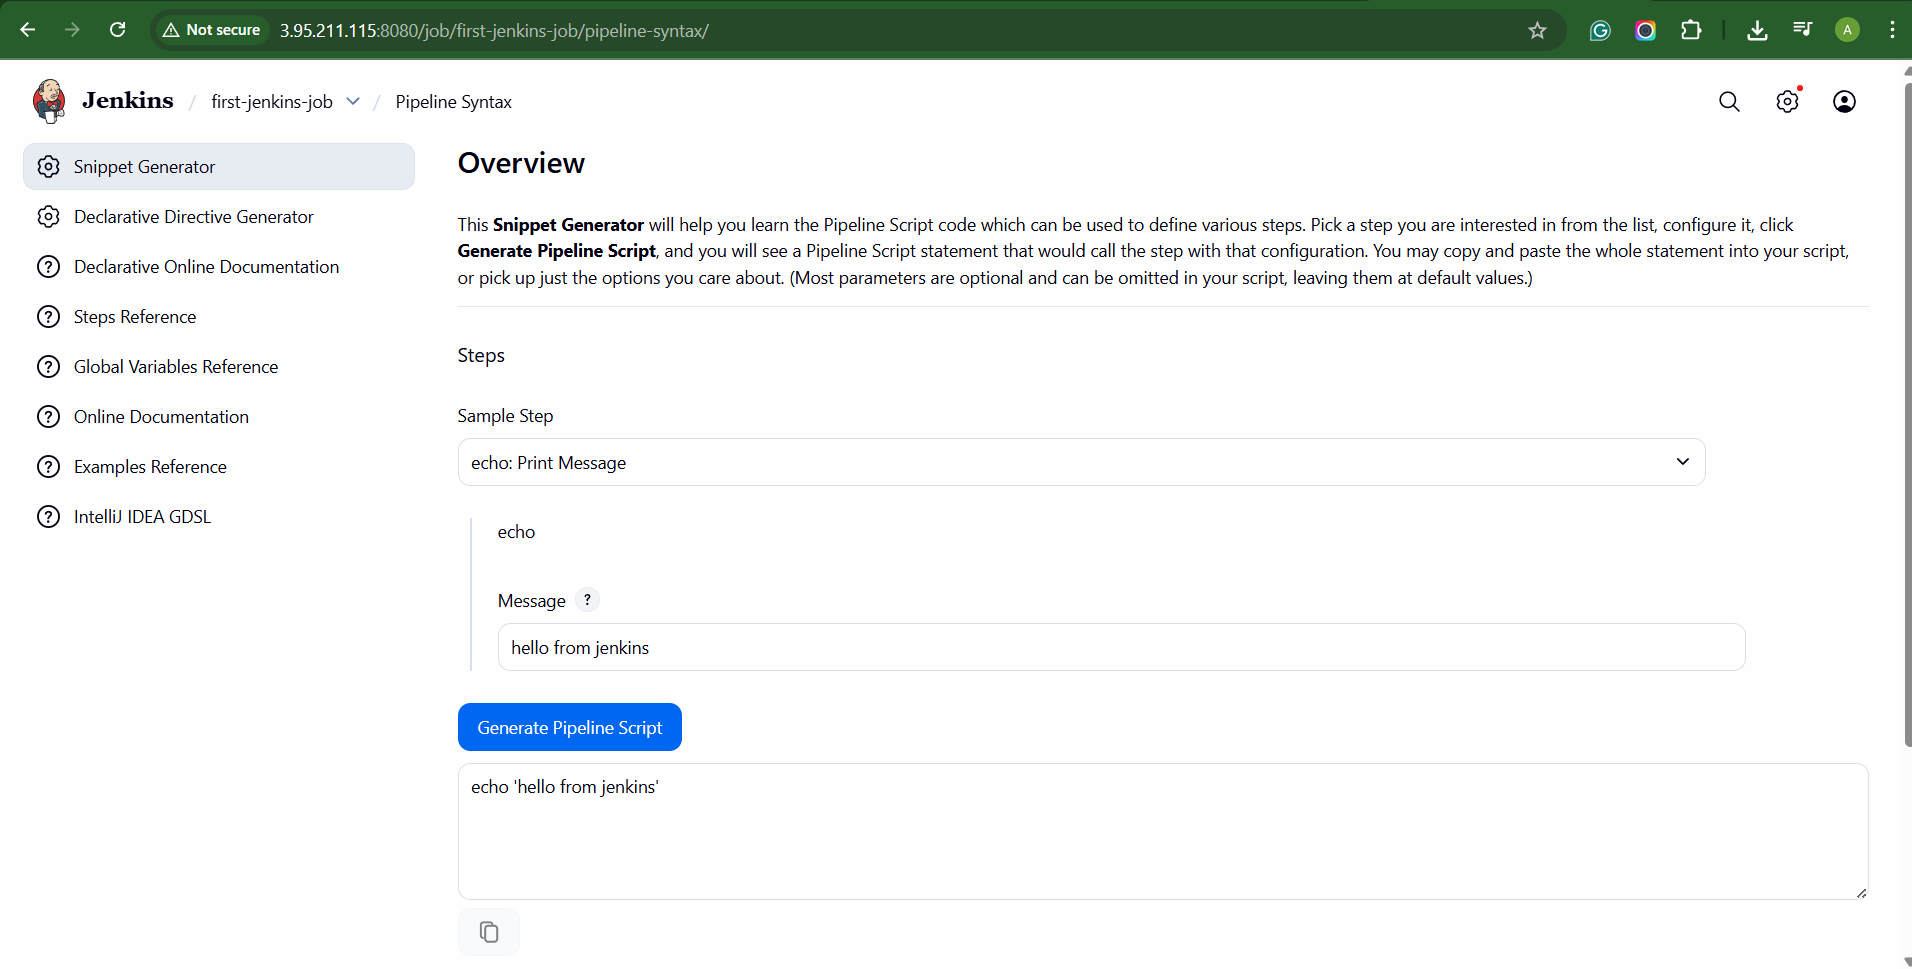 Not secure 3.95.211.115:8080/job/first-jenkins-job/pipeline-syntax/
A
Jenkins / first-jenkins-job / Pipeline Syntax
Snippet Generator
Declarative Directive Generator
Declarative Online Documentation
Steps Reference
Global Variables Reference
Online Documentation
Examples Reference
IntelliJ IDEA GDSL
Overview
This Snippet Generator will help you learn the Pipeline Script code which can be used to define various steps. Pick a step you are interested in from the list, configure it, click
Generate Pipeline Script, and you will see a Pipeline Script statement that would call the step with that configuration. You may copy and paste the whole statement into your script,
or pick up just the options you care about. (Most parameters are optional and can be omitted in your script, leaving them at default values.)
Steps
Sample Step
echo: Print Message
echo
Message ?
hello from jenkins
Generate Pipeline Script
echo 'hello from jenkins'